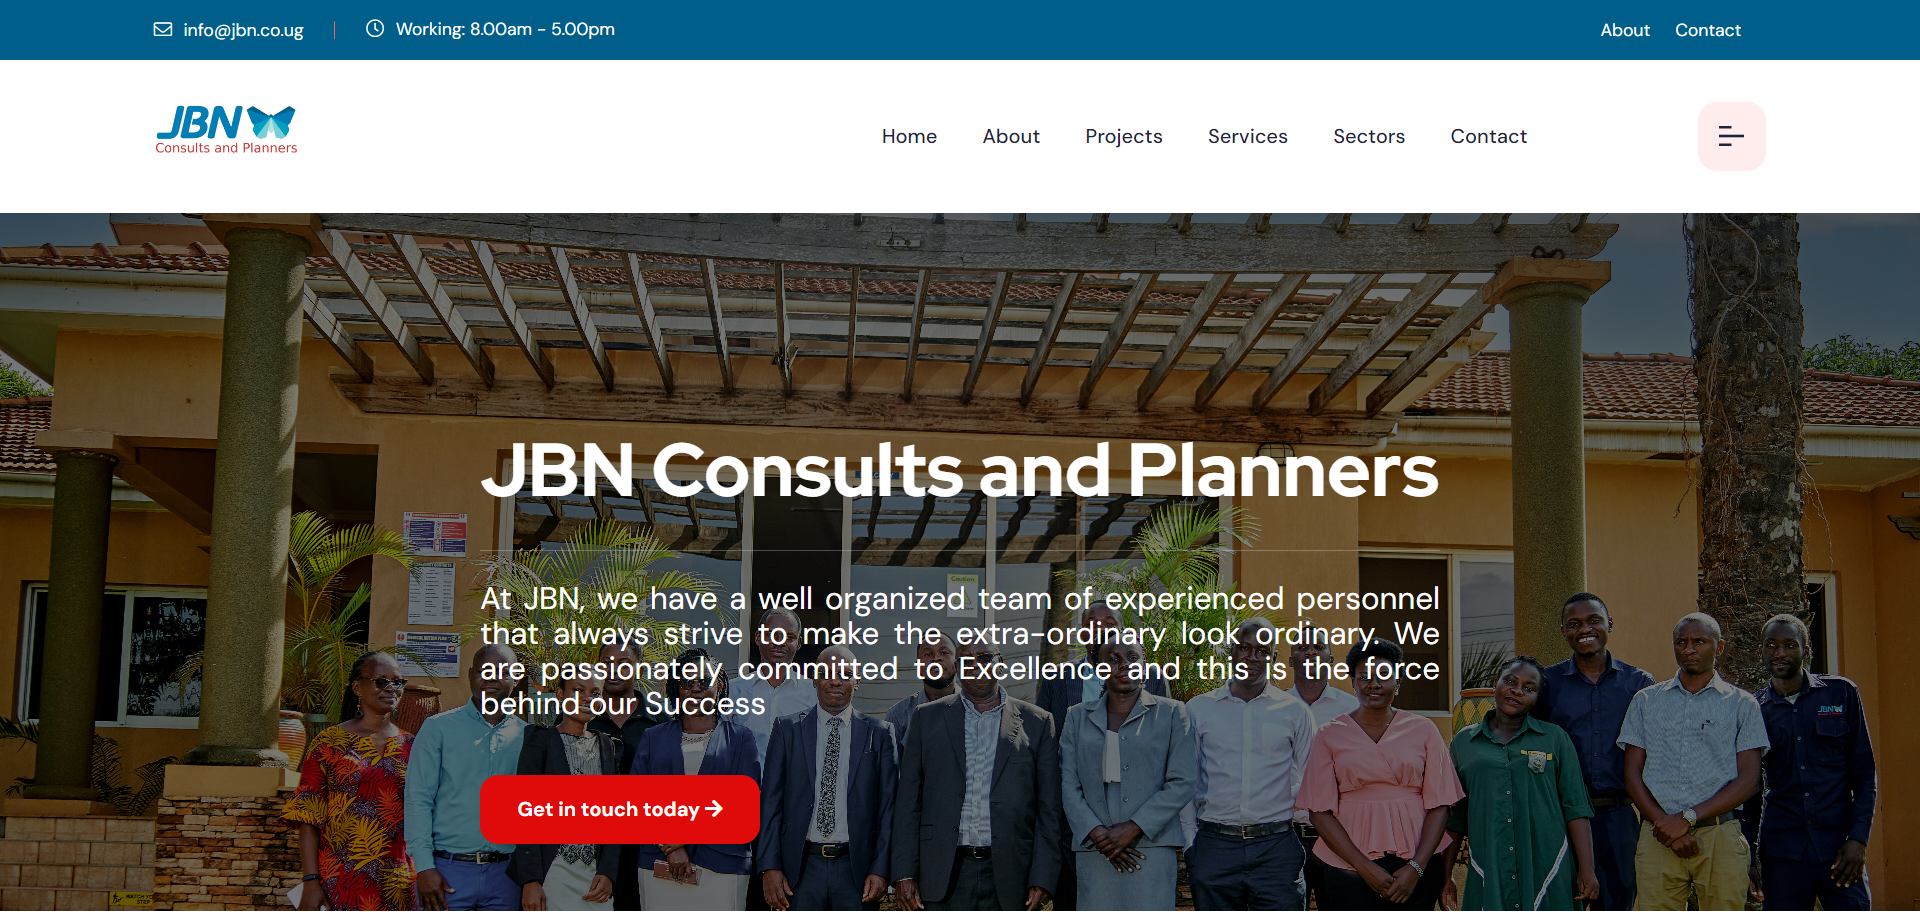 info@jbn.co.ug
Working: 8.00am - 5.00pm
About
Contact
JBN
Consults and Planners
Home
About
Projects
Services
Sectors
Contact
JBN Consults and Planners
At JBN, we have a well organized team of experienced personnel
that always strive to make the extra-ordinary look ordinary. We
are passionately committed to Excellence and this is the force
behind our Success
Get in touch today
Caution
JBN